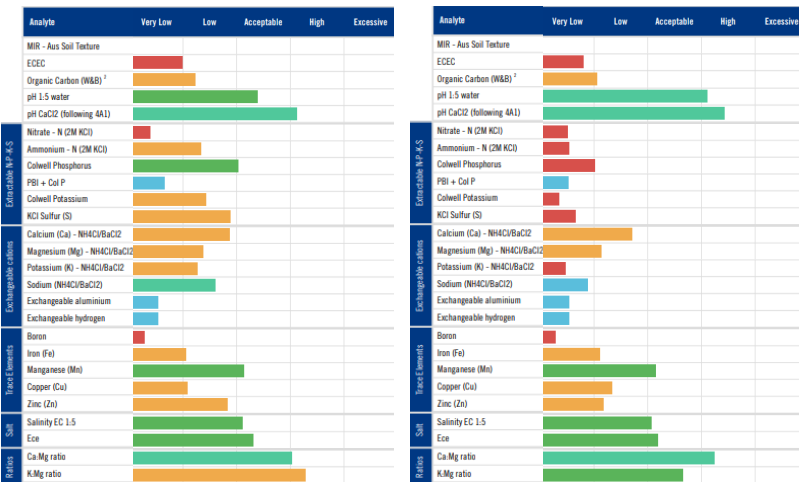 Analyte Very Low Low Acceptable High Excessive
MIR - Aus Soil Texture
ECEC
Organic Carbon (W&B) ²
pH 1:5 water
pH CaCl2 (following 4A1)
Extractable N-P-K-S
Nitrate - N (2M KCl)
Ammonium - N (2M KCl)
Colwell Phosphorus
PBI + Col P
Colwell Potassium
KCl Sulfur (S)
Exchangeable cations
Calcium (Ca) - NH4Cl/BaCl2
Magnesium (Mg) - NH4Cl/BaCl2
Potassium (K) - NH4Cl/BaCl2
Sodium (NH4Cl/BaCl2)
Exchangeable aluminium
Exchangeable hydrogen
Trace Elements
Boron
Iron (Fe)
Manganese (Mn)
Copper (Cu)
Zinc (Zn)
Salt
Salinity EC 1:5
Ece
Ratios
Ca:Mg ratio
K:Mg ratio
Analyte Very Low Low Acceptable High Excessive
MIR - Aus Soil Texture
ECEC
Organic Carbon (W&B) ²
pH 1:5 water
pH CaCl2 (following 4A1)
Extractable N-P-K-S
Nitrate - N (2M KCl)
Ammonium - N (2M KCl)
Colwell Phosphorus
PBI + Col P
Colwell Potassium
KCl Sulfur (S)
Exchangeable cations
Calcium (Ca) - NH4Cl/BaCl2
Magnesium (Mg) - NH4Cl/BaCl2
Potassium (K) - NH4Cl/BaCl2
Sodium (NH4Cl/BaCl2)
Exchangeable aluminium
Exchangeable hydrogen
Trace Elements
Boron
Iron (Fe)
Manganese (Mn)
Copper (Cu)
Zinc (Zn)
Salt
Salinity EC 1:5
Ece
Ratios
Ca:Mg ratio
K:Mg ratio